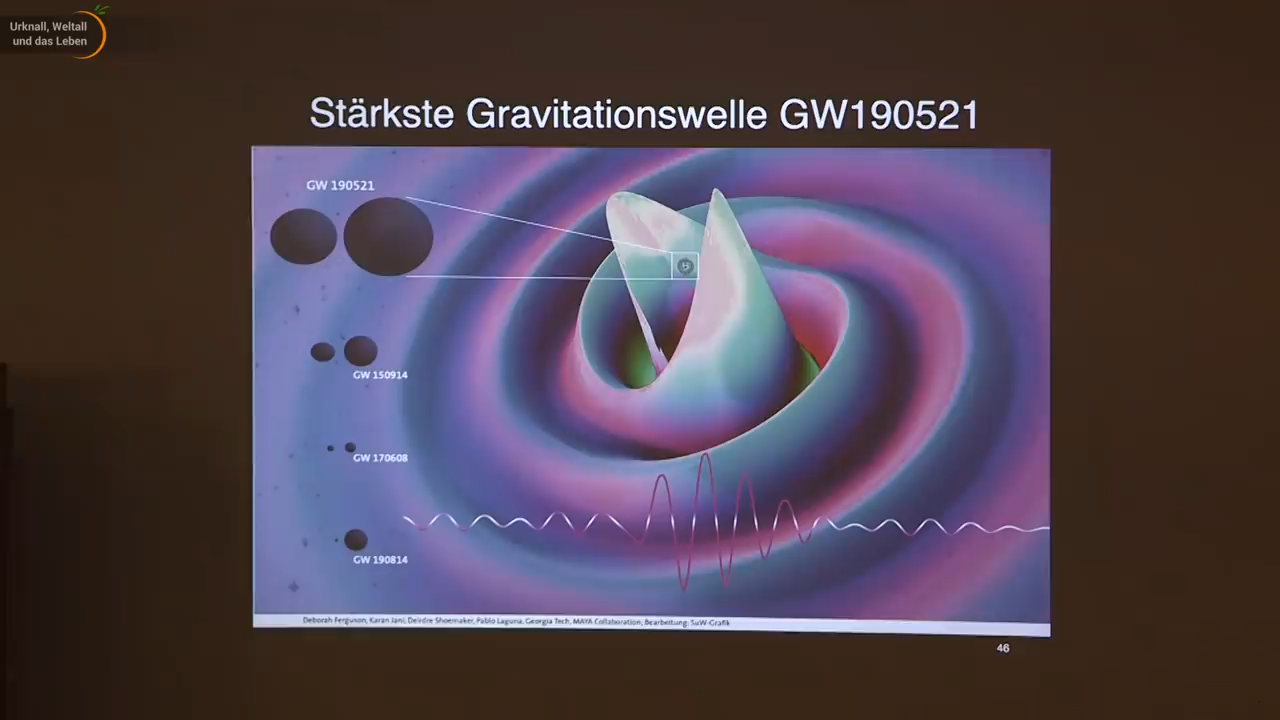 Urknall, Weltall
und das Leben
Stärkste Gravitationswelle GW190521
GW 190521
GW 150914
GW 170608
GW 190814
Deborah Ferguson, Karan Jani, Deirdre Shoemaker, Pablo Laguna, Georgia Tech, MAYA Collaboration; Bearbeitung: SuW-Grafik
46